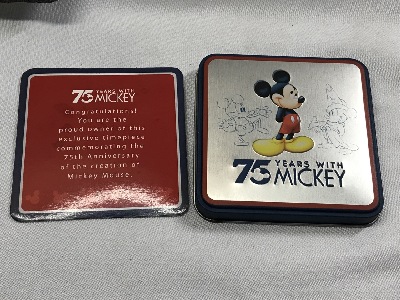 75 YEARS WITH
MICKEY
Congratulations!
You are the
proud owner of this
exclusive timepiece
commemorating the
75th Anniversary
of the creation of
Mickey Mouse.
75 YEARS WITH
MICKEY